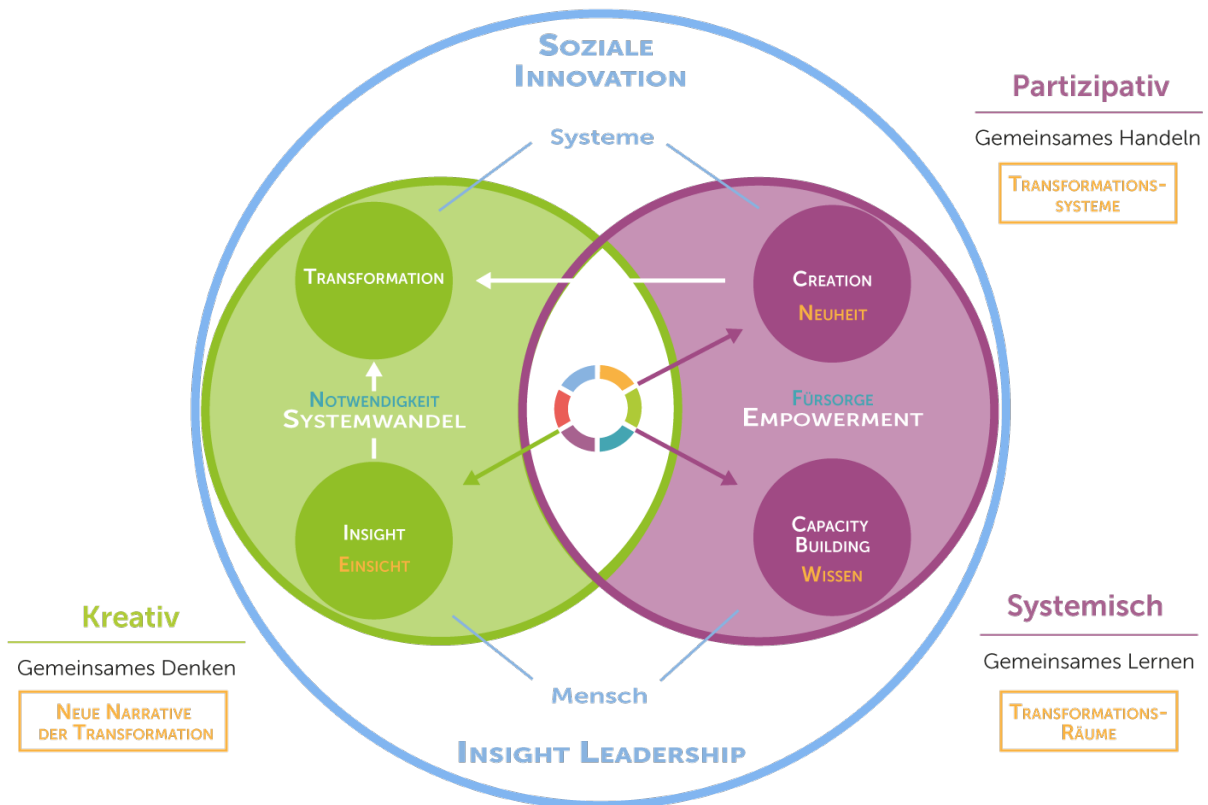 SOZIALE
INNOVATION
Systeme
Partizipativ
Gemeinsames Handeln
TRANSFORMATIONS-
SYSTEME
TRANSFORMATION
CREATION
NEUHEIT
NOTWENDIGKEIT
SYSTEMWANDEL
FÜRSORGE
EMPOWERMENT
INSIGHT
EINSICHT
CAPACITY
BUILDING
WISSEN
Kreativ
Gemeinsames Denken
NEUE NARRATIVE
DER TRANSFORMATION
Systemisch
Gemeinsames Lernen
TRANSFORMATIONS-
RÄUME
Mensch
INSIGHT LEADERSHIP